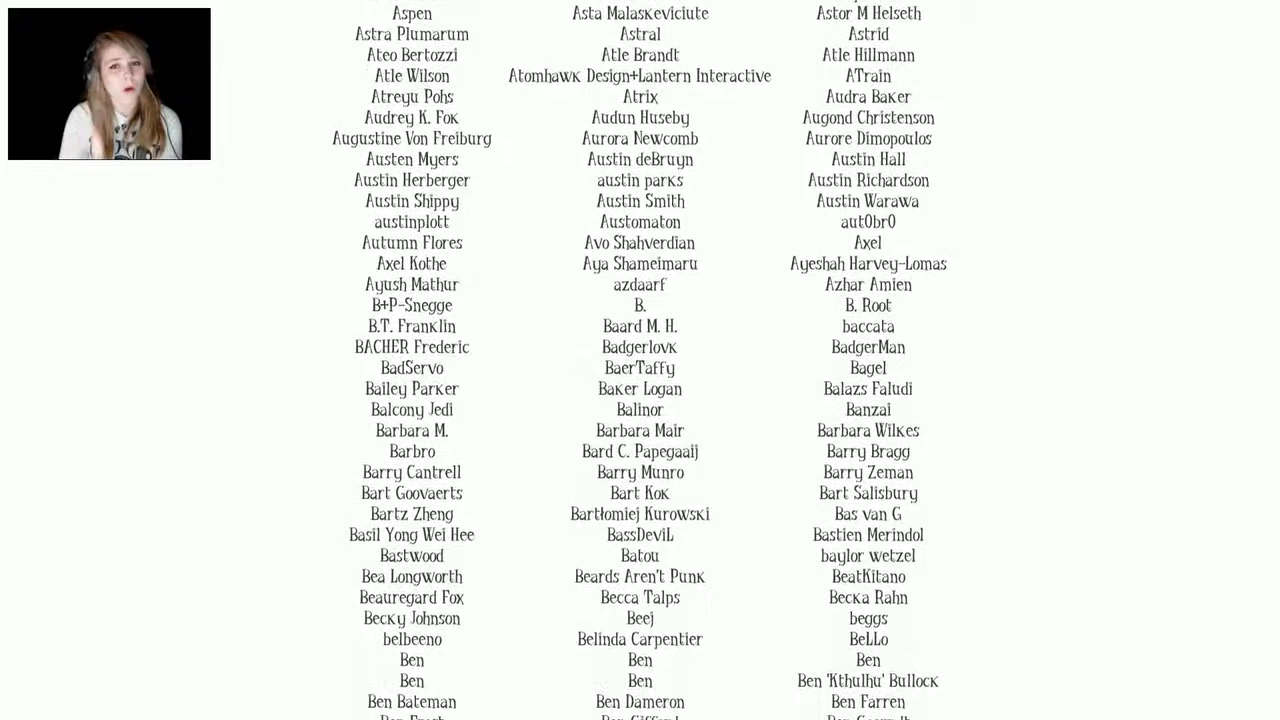 Aspen Asta Malaskeviciute Astor M Helseth
Astra Plumarum Astral Astrid
Ateo Bertozzi Atle Brandt Atle Hillmann
Atle Wilson Atomhawk Design+Lantern Interactive ATrain
Atreyu Pohs Atrix Audra Baker
Audrey K. Fox Audun Huseby Augond Christenson
Augustine Von Freiburg Aurora Newcomb Aurore Dimopoulos
Austen Myers Austin deBruyn Austin Hall
Austin Herberger austin parks Austin Richardson
Austin Shippy Austin Smith Austin Warawa
austinplott Austomaton aut0br0
Autumn Flores Avo Shahverdian Axel
Axel Kothe Aya Shameimaru Ayeshah Harvey-Lomas
Ayush Mathur azdaarf Azhar Amien
B+P-Snegge B. B. Root
B.T. Franklin Baard M. H. baccata
BACHER Frederic Badgerlovk BadgerMan
BadServo BaerTaffy Bagel
Bailey Parker Baker Logan Balazs Faludi
Balcony Jedi Balinor Banzai
Barbara M. Barbara Mair Barbara Wilkes
Barbro Bard C. Papegaaij Barry Bragg
Barry Cantrell Barry Munro Barry Zeman
Bart Goovaerts Bart Kok Bart Salisbury
Bartz Zheng Bartłomiej Kurowski Bas van G
Basil Yong Wei Hee BassDeviL Bastien Merindol
Bastwood Batou baylor wetzel
Bea Longworth Beards Aren't Punk BeatKitano
Beauregard Fox Becca Talps Becka Rahn
Becky Johnson Beej beggs
belbeeno Belinda Carpentier BeLLo
Ben Ben Ben
Ben Ben Ben 'Kthulhu' Bullock
Ben Bateman Ben Dameron Ben Farren